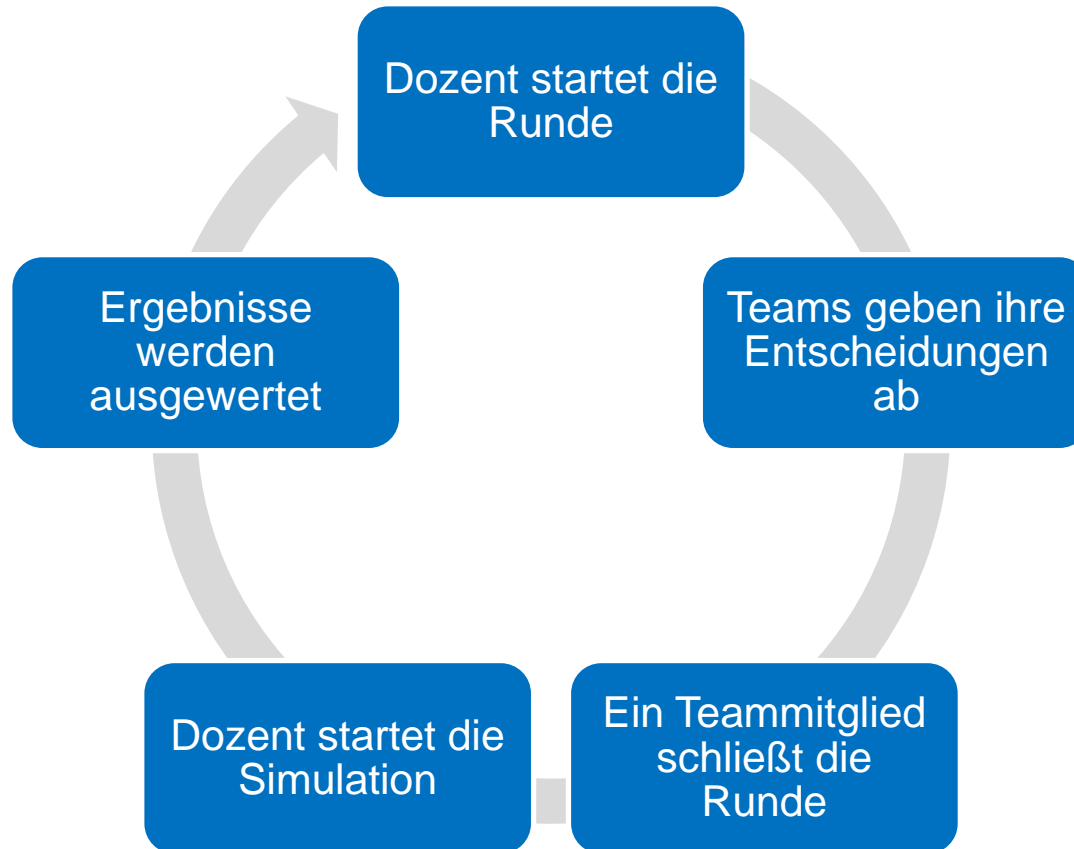 Dozent startet die
Runde
Teams geben ihre
Entscheidungen
ab
Ein Teammitglied
schließt die
Runde
Dozent startet die
Simulation
Ergebnisse
werden
ausgewertet